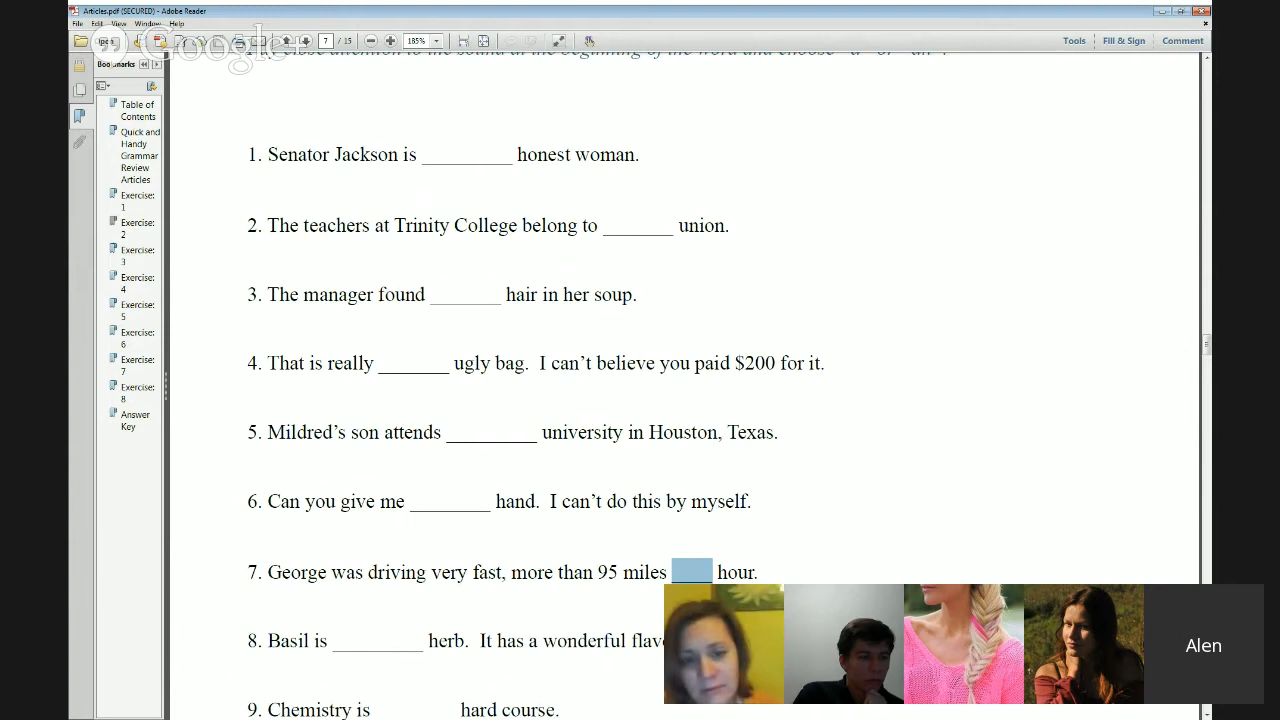 Articles.pdf (SECURED) - Adobe Reader
File Edit View Window Help
Open
Google+
7 / 15
185%
Tools Fill & Sign Comment
Bookmarks
Table of
Contents
Quick and
Handy
Grammar
Review
Articles
Exercise:
1
Exercise:
2
Exercise:
3
Exercise:
4
Exercise:
5
Exercise:
6
Exercise:
7
Exercise:
8
Answer
Key
1. Senator Jackson is _________ honest woman.
2. The teachers at Trinity College belong to _______ union.
3. The manager found _______ hair in her soup.
4. That is really _______ ugly bag.  I can't believe you paid $200 for it.
5. Mildred's son attends _________ university in Houston, Texas.
6. Can you give me ________ hand.  I can't do this by myself.
7. George was driving very fast, more than 95 miles ____ hour.
8. Basil is _________ herb.  It has a wonderful
9. Chemistry is ________ hard course.
Alen